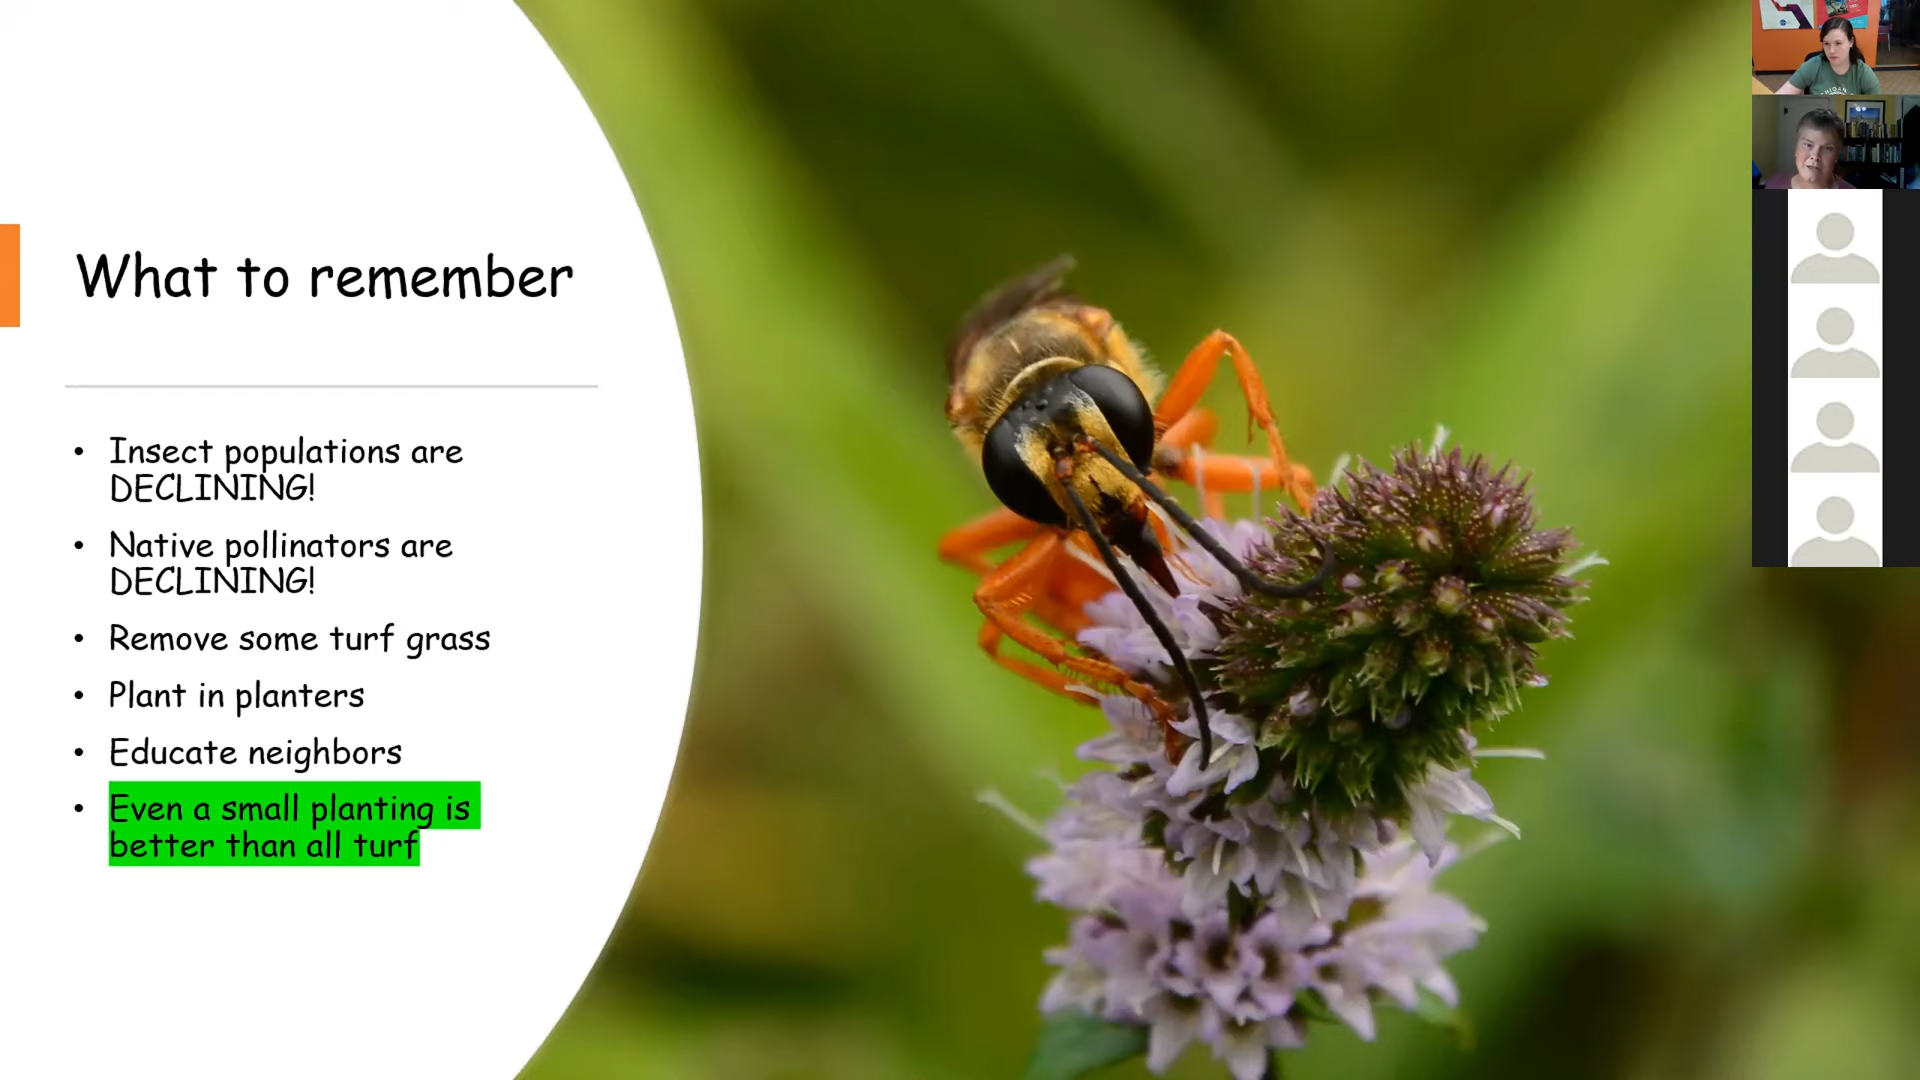 What to remember
• Insect populations are
DECLINING!
• Native pollinators are
DECLINING!
• Remove some turf grass
• Plant in planters
• Educate neighbors
• Even a small planting is
better than all turf